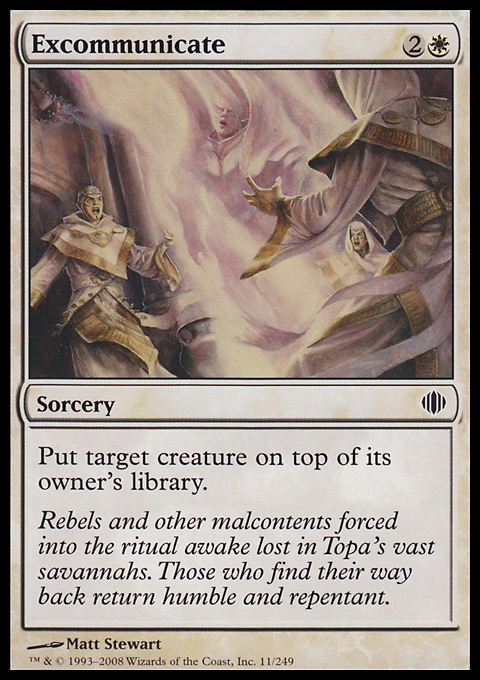 Excommunicate 2
Sorcery
Put target creature on top of its
owner's library.
Rebels and other malcontents forced
into the ritual awake lost in Topa's vast
savannahs. Those who find their way
back return humble and repentant.
Matt Stewart
™ & © 1993–2008 Wizards of the Coast, Inc. 11/249